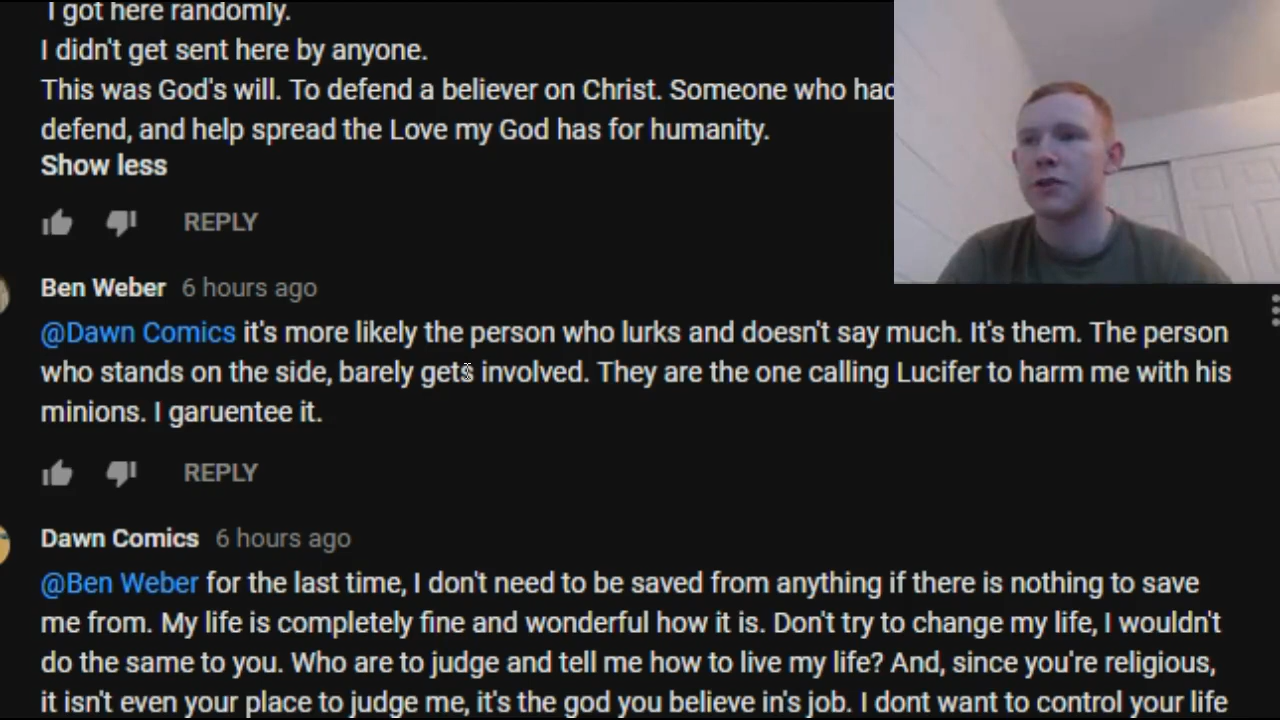 I got here randomly.
I didn't get sent here by anyone.
This was God's will. To defend a believer on Christ. Someone who had
defend, and help spread the Love my God has for humanity.
Show less
REPLY
Ben Weber 6 hours ago
@Dawn Comics it's more likely the person who lurks and doesn't say much. It's them. The person
who stands on the side, barely gets involved. They are the one calling Lucifer to harm me with his
minions. I garuentee it.
REPLY
Dawn Comics 6 hours ago
@Ben Weber for the last time, I don't need to be saved from anything if there is nothing to save
me from. My life is completely fine and wonderful how it is. Don't try to change my life, I wouldn't
do the same to you. Who are to judge and tell me how to live my life? And, since you're religious,
it isn't even your place to judge me, it's the god you believe in's job. I dont want to control your life